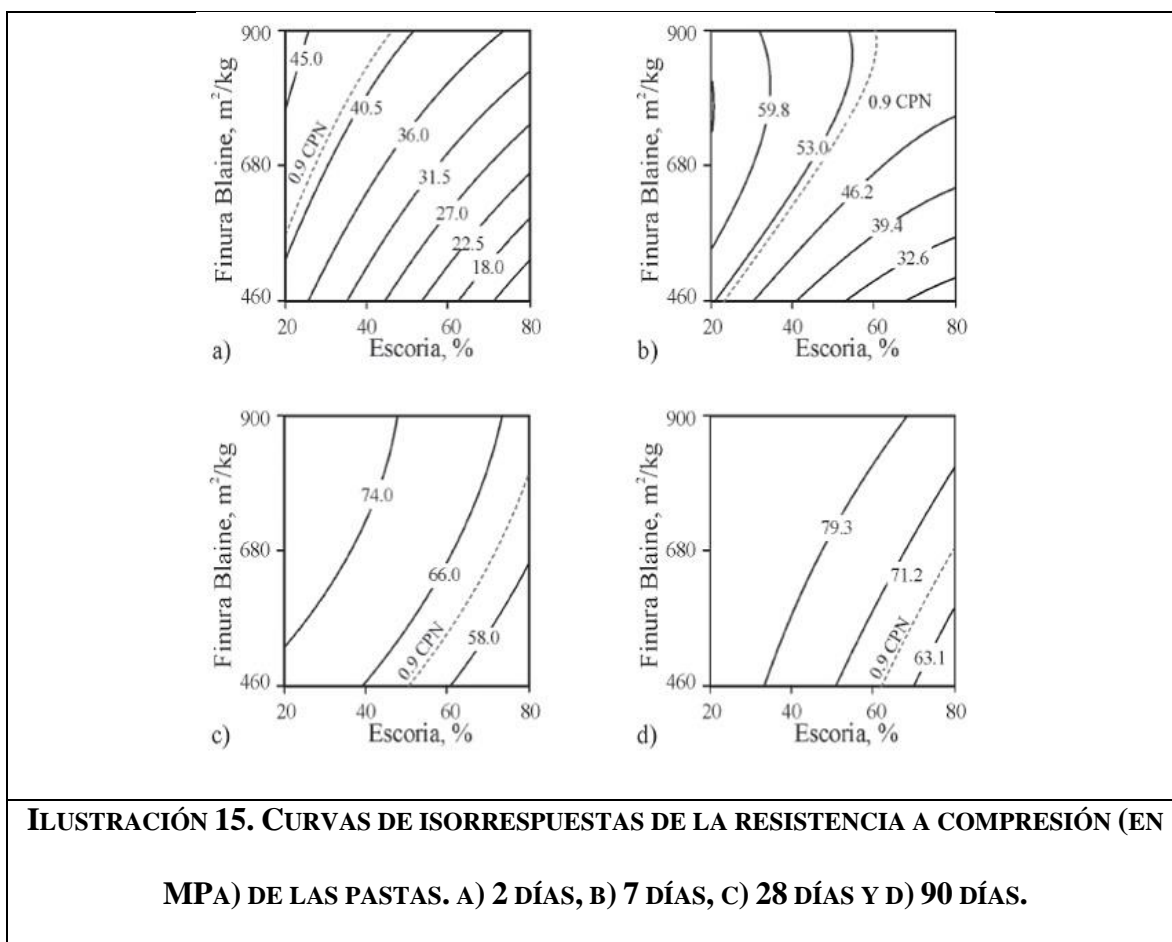 900
680
460
Finura Blaine, m²/kg
45.0
0.9 CPN
40.5
36.0
31.5
27.0
22.5
18.0
20 40 60 80
Escoria, %
a)
900
680
460
Finura Blaine, m²/kg
59.8
53.0
0.9 CPN
46.2
39.4
32.6
20 40 60 80
Escoria, %
b)
900
680
460
Finura Blaine, m²/kg
74.0
66.0
0.9 CPN
58.0
20 40 60 80
Escoria, %
c)
900
680
460
Finura Blaine, m²/kg
79.3
71.2
0.9 CPN
63.1
20 40 60 80
Escoria, %
d)
ILUSTRACIÓN 15. CURVAS DE ISORRESPUESTAS DE LA RESISTENCIA A COMPRESIÓN (EN
MPA) DE LAS PASTAS. A) 2 DÍAS, B) 7 DÍAS, C) 28 DÍAS Y D) 90 DÍAS.